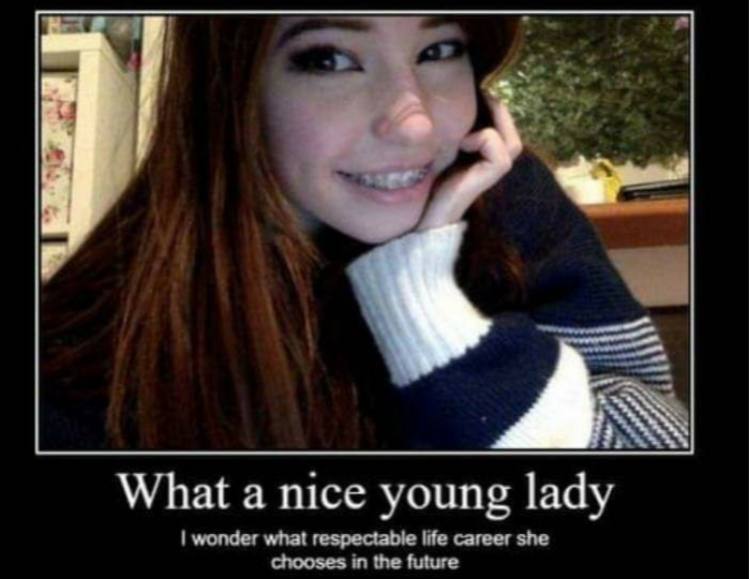 What a nice young lady
I wonder what respectable life career she
chooses in the future